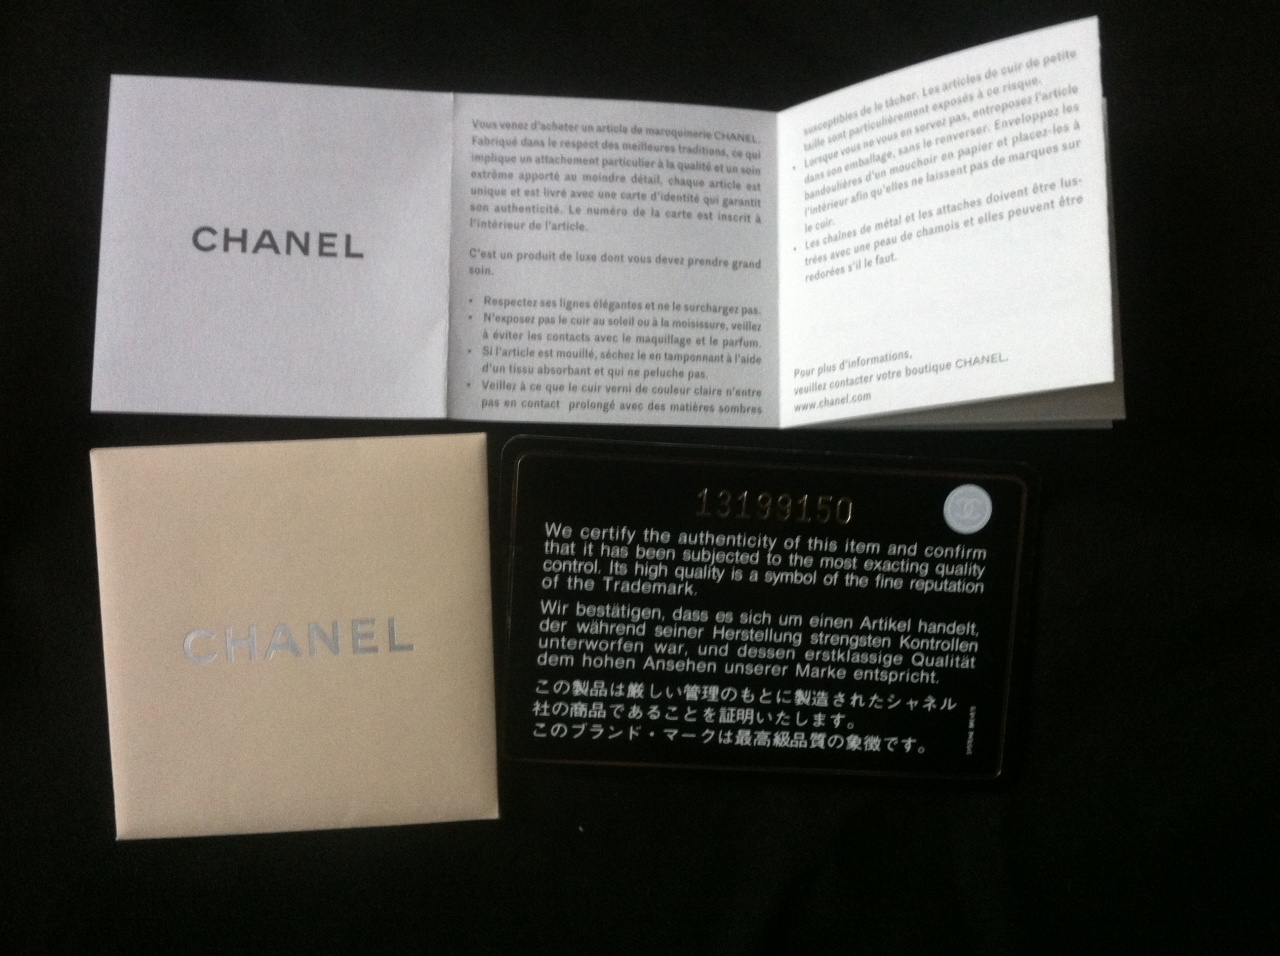 CHANEL
Vous venez d'acheter un article de maroquinerie CHANEL.
Fabriqué dans le respect des meilleures traditions, ce qui
implique un attachement particulier à la qualité et un soin
extrême apporté au moindre détail, chaque article est
unique et est livré avec une carte d'identité qui garantit
son authenticité. Le numéro de la carte est inscrit à
l'intérieur de l'article.
C'est un produit de luxe dont vous devez prendre grand
soin.
• Respectez ses lignes élégantes et ne le surchargez pas.
• N'exposez pas le cuir au soleil ou à la moisissure, veillez
à éviter les contacts avec le maquillage et le parfum.
• Si l'article est mouillé, séchez le en tamponnant à l'aide
d'un tissu absorbant et qui ne peluche pas.
• Veillez à ce que le cuir verni de couleur claire n'entre
pas en contact prolongé avec des matières sombres
susceptibles de le tâcher. Les articles de cuir de petite
taille sont particulièrement exposés à ce risque.
• Lorsque vous ne vous en servez pas, entreposez l'article
dans son emballage, sans le renverser. Enveloppez les
bandoulières d'un mouchoir en papier et placez-les à
l'intérieur afin qu'elles ne laissent pas de marques sur
le cuir.
• Les chaînes de métal et les attaches doivent être lus-
trées avec une peau de chamois et elles peuvent être
redorées s'il le faut.
Pour plus d'informations,
veuillez contacter votre boutique CHANEL.
www.chanel.com
CHANEL
13199150
We certify the authenticity of this item and confirm
that it has been subjected to the most exacting quality
control. Its high quality is a symbol of the fine reputation
of the Trademark.
Wir bestätigen, dass es sich um einen Artikel handelt,
der während seiner Herstellung strengsten Kontrollen
unterworfen war, und dessen erstklassige Qualität
dem hohen Ansehen unserer Marke entspricht.
この製品は厳しい管理のもとに製造されたシャネル
社の商品であることを証明いたします。
このブランド・マークは最高級品質の象徴です。